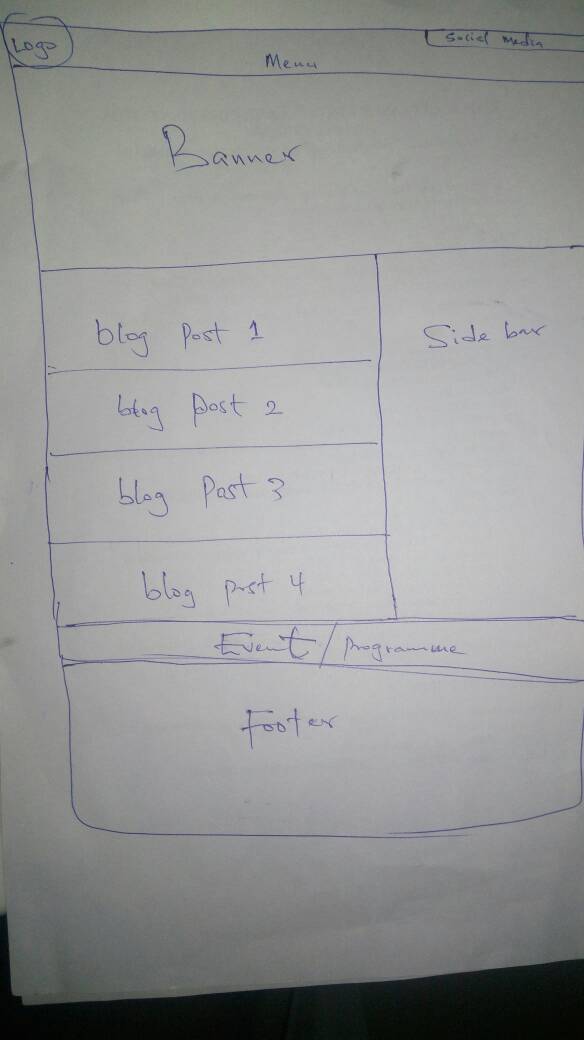 Logo
Social media
Menu
Banner
blog post 1
Side bar
blog post 2
blog Post 3
blog post 4
Event / programme
Footer